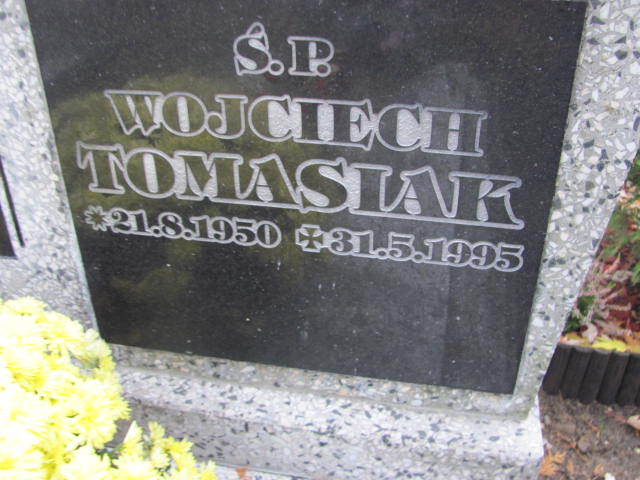 Ś.P.
WOJCIECH
TOMASIAK
*21.8.1950 ✠31.5.1995